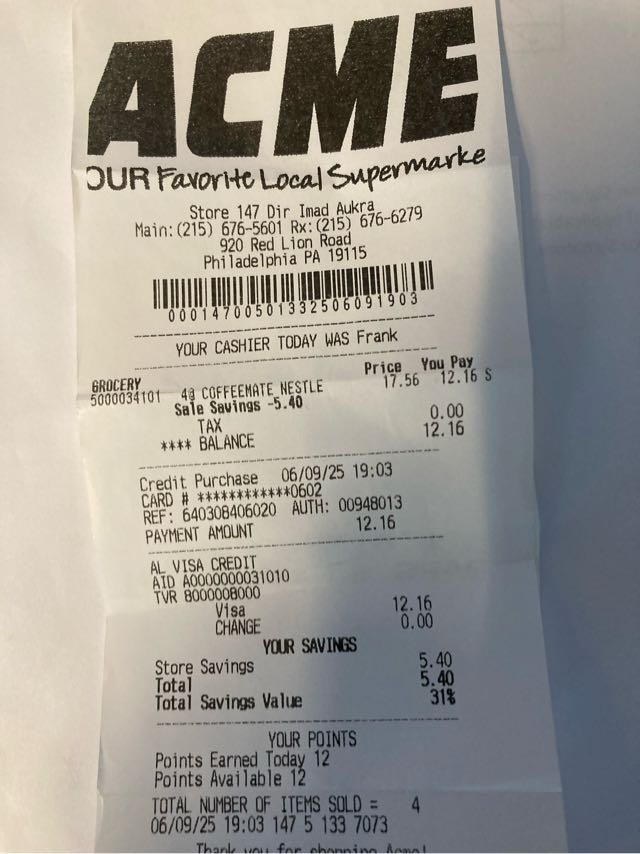 ACME
OUR Favorite Local Supermarke
Store 147 Dir Imad Aukra
Main:(215) 676-5601 Rx:(215) 676-6279
920 Red Lion Road
Philadelphia PA 19115
00014700501332506091903
YOUR CASHIER TODAY WAS Frank
Price You Pay
GROCERY
5000034101 4@ COFFEEMATE NESTLE 17.56 12.16 S
Sale Savings -5.40
TAX 0.00
**** BALANCE 12.16
Credit Purchase 06/09/25 19:03
CARD # ************0602
REF: 640308406020 AUTH: 00948013
PAYMENT AMOUNT 12.16
AL VISA CREDIT
AID A0000000031010
TVR 8000008000
Visa 12.16
CHANGE 0.00
YOUR SAVINGS
Store Savings 5.40
Total 5.40
Total Savings Value 31%
YOUR POINTS
Points Earned Today 12
Points Available 12
TOTAL NUMBER OF ITEMS SOLD = 4
06/09/25 19:03 147 5 133 7073
Thank you for shopping Acme!